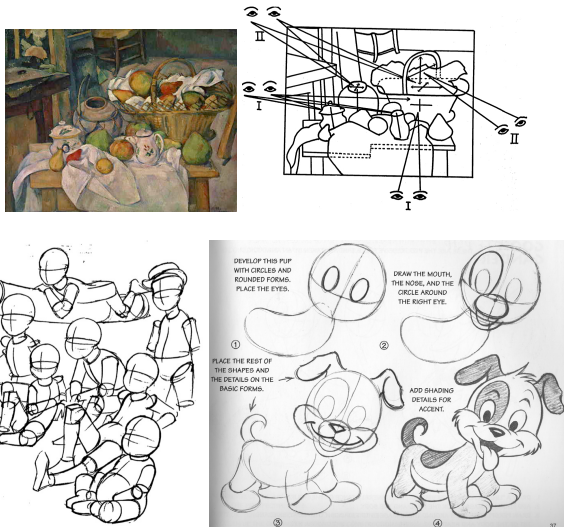 II
I
II
I
DEVELOP THIS PUP
WITH CIRCLES AND
ROUNDED FORMS.
PLACE THE EYES.
DRAW THE MOUTH,
THE NOSE, AND THE
CIRCLE AROUND
THE RIGHT EYE.
1
2
PLACE THE REST OF
THE SHAPES AND
THE DETAILS ON THE
BASIC FORMS.
ADD SHADING
DETAILS FOR
ACCENT.
3
4
37